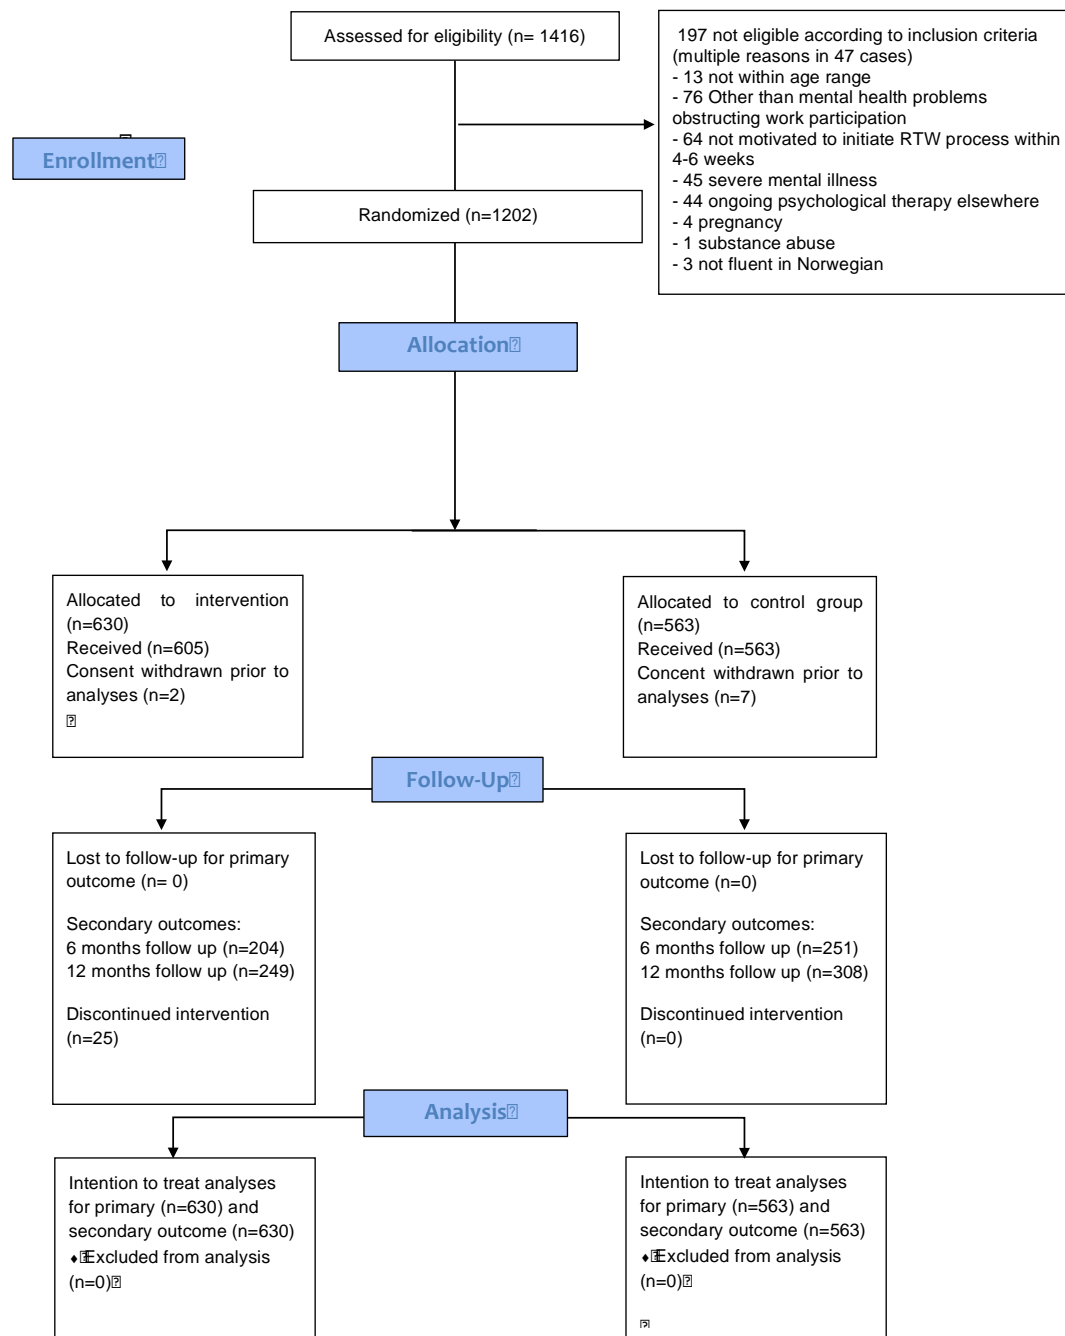 Assessed for eligibility (n= 1416)
197 not eligible according to inclusion criteria
(multiple reasons in 47 cases)
- 13 not within age range
- 76 Other than mental health problems
obstructing work participation
- 64 not motivated to initiate RTW process within
4-6 weeks
- 45 severe mental illness
- 44 ongoing psychological therapy elsewhere
- 4 pregnancy
- 1 substance abuse
- 3 not fluent in Norwegian
Enrollment
Randomized (n=1202)
Allocation
Allocated to intervention
(n=630)
Received (n=605)
Consent withdrawn prior to
analyses (n=2)
Allocated to control group
(n=563)
Received (n=563)
Concent withdrawn prior to
analyses (n=7)
Follow-Up
Lost to follow-up for primary
outcome (n= 0)
Secondary outcomes:
6 months follow up (n=204)
12 months follow up (n=249)
Discontinued intervention
(n=25)
Lost to follow-up for primary
outcome (n=0)
Secondary outcomes:
6 months follow up (n=251)
12 months follow up (n=308)
Discontinued intervention
(n=0)
Analysis
Intention to treat analyses
for primary (n=630) and
secondary outcome (n=630)
♦ Excluded from analysis
(n=0)
Intention to treat analyses
for primary (n=563) and
secondary outcome (n=563)
♦ Excluded from analysis
(n=0)